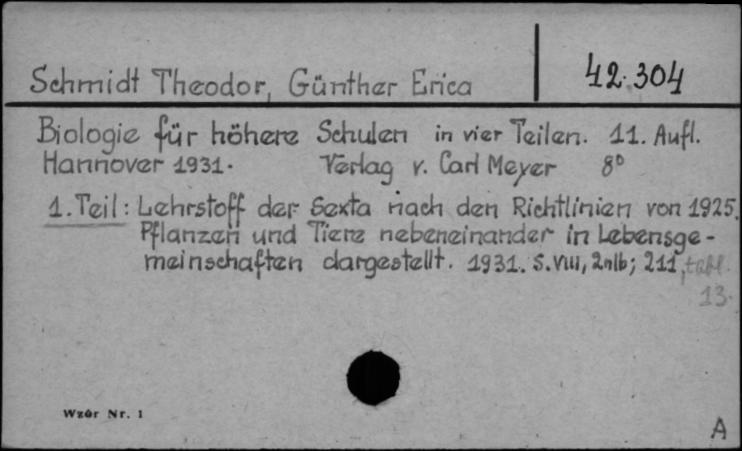 Schmidt Theodor, Günther Erica
42.304
Biologie für höhere Schulen in vier Teilen. 11. Aufl.
Hannover 1931. Verlag v. Carl Meyer 8°
1. Teil: Lehrstoff der Sexta nach den Richtlinien von 1925.
Pflanzen und Tiere nebeneinander in Lebensge-
meinschaften dargestellt. 1931. S. VIII, 2nlb; 211, tabl.
13.
Wzór Nr. 1
A